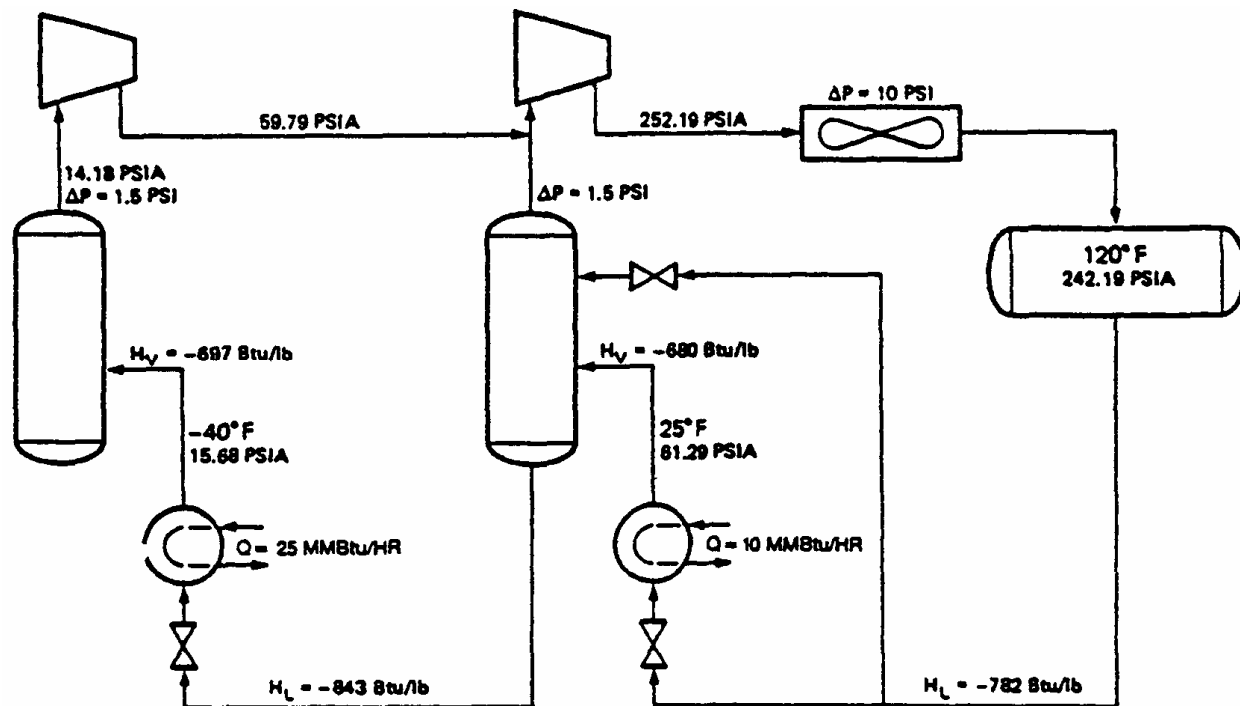 ΔP = 10 PSI
59.79 PSIA
252.19 PSIA
14.18 PSIA
ΔP = 1.5 PSI
ΔP = 1.5 PSI
120°F
242.19 PSIA
H_V = -697 Btu/lb
H_V = -680 Btu/lb
-40°F
15.68 PSIA
25°F
61.29 PSIA
Q = 25 MMBtu/HR
Q = 10 MMBtu/HR
H_L = -843 Btu/lb
H_L = -782 Btu/lb